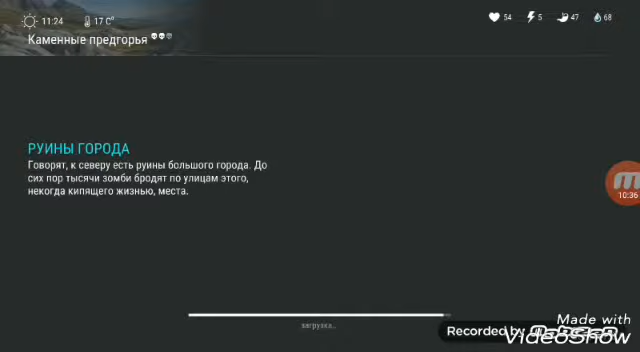 11:24 17 C° 54 5 47 68
Каменные предгорья
РУИНЫ ГОРОДА
Говорят, к северу есть руины большого города. До
сих пор тысячи зомби бродят по улицам этого,
некогда кипящего жизнью, места.
10:36
загрузка..
Made with
Recorded by
VideoShow